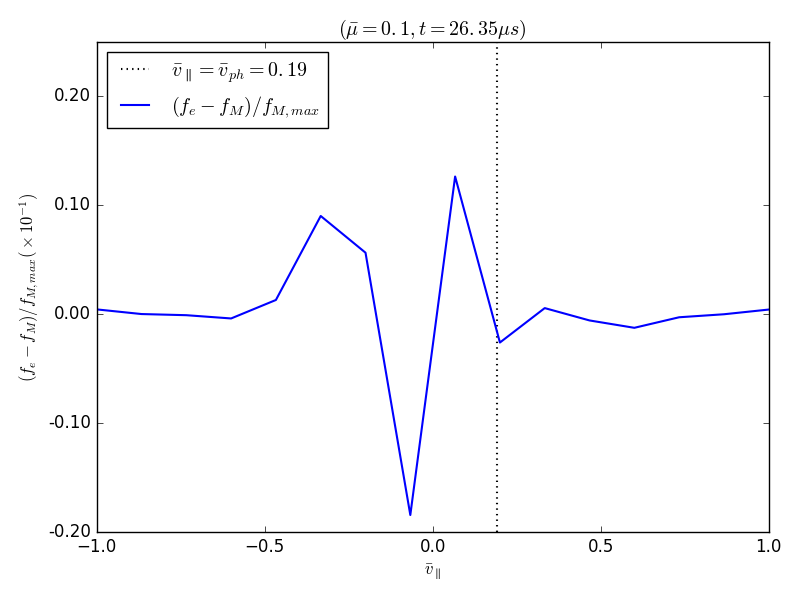 (μ̄ = 0.1, t = 26.35μs)
v̄∥ = v̄ph = 0.19
(fe − fM)/fM,max
(fe − fM)/fM,max(×10⁻¹)
0.20
0.10
0.00
-0.10
-0.20
−1.0 −0.5 0.0 0.5 1.0
v̄∥